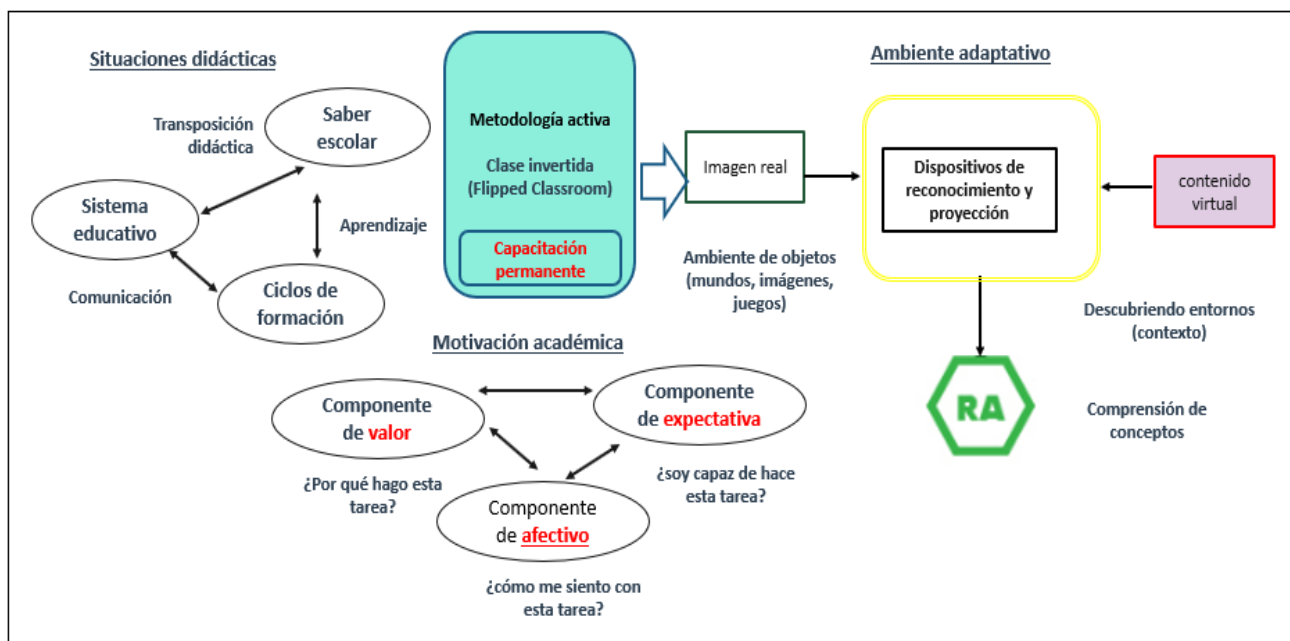 Situaciones didácticas
Saber
escolar
Transposición
didáctica
Sistema
educativo
Aprendizaje
Comunicación
Ciclos de
formación
Metodología activa
Clase invertida
(Flipped Classroom)
Capacitación
permanente
Imagen real
Ambiente de objetos
(mundos, imágenes,
juegos)
Ambiente adaptativo
Dispositivos de
reconocimiento y
proyección
contenido
virtual
Descubriendo entornos
(contexto)
RA
Comprensión de
conceptos
Motivación académica
Componente
de valor
Componente
de expectativa
¿Por qué hago esta
tarea?
¿soy capaz de hace
esta tarea?
Componente
de afectivo
¿cómo me siento con
esta tarea?